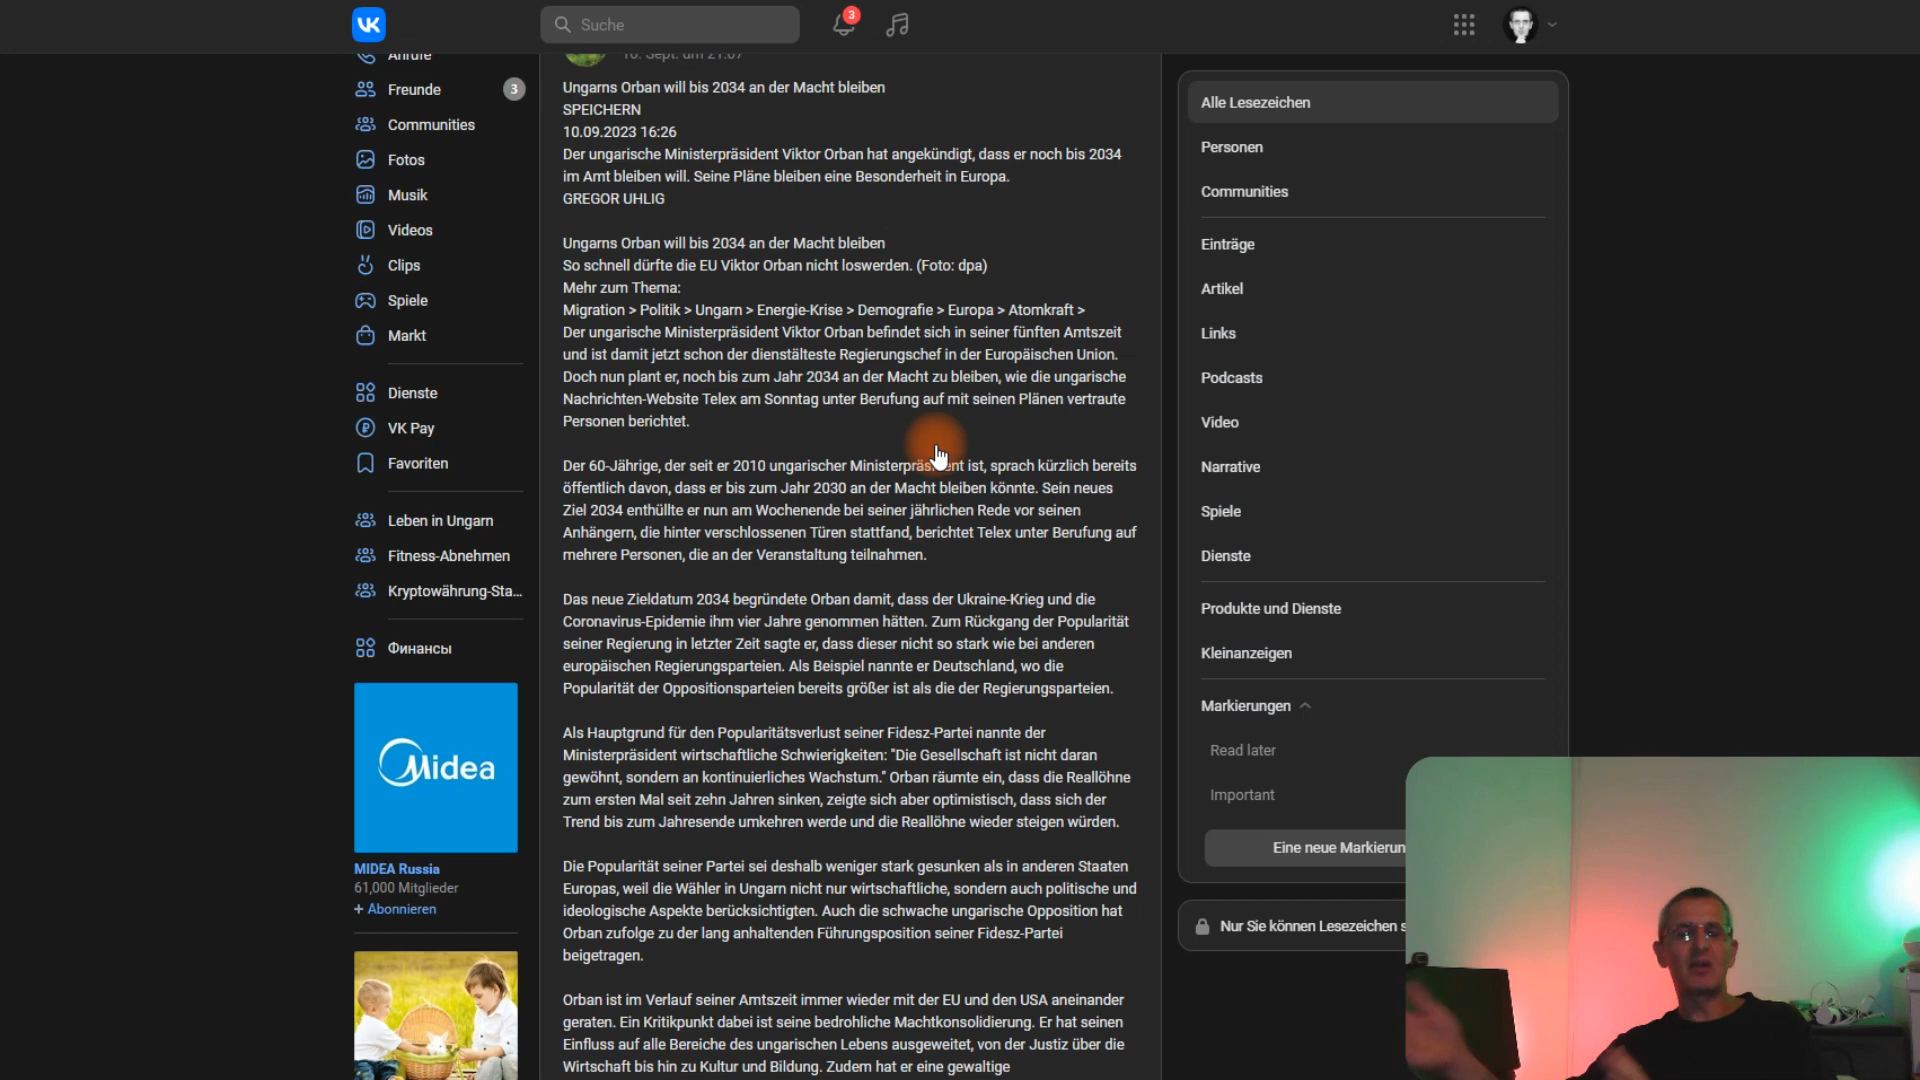 Suche
3
Anrufe
Freunde
3
Communities
Fotos
Musik
Videos
Clips
Spiele
Markt
Dienste
VK Pay
Favoriten
Leben in Ungarn
Fitness-Abnehmen
Kryptowährung-Sta...
Финансы
Midea
MIDEA Russia
61,000 Mitglieder
+ Abonnieren
10. Sept. um 21:07
Ungarns Orban will bis 2034 an der Macht bleiben
SPEICHERN
10.09.2023 16:26
Der ungarische Ministerpräsident Viktor Orban hat angekündigt, dass er noch bis 2034
im Amt bleiben will. Seine Pläne bleiben eine Besonderheit in Europa.
GREGOR UHLIG
Ungarns Orban will bis 2034 an der Macht bleiben
So schnell dürfte die EU Viktor Orban nicht loswerden. (Foto: dpa)
Mehr zum Thema:
Migration > Politik > Ungarn > Energie-Krise > Demografie > Europa > Atomkraft >
Der ungarische Ministerpräsident Viktor Orban befindet sich in seiner fünften Amtszeit
und ist damit jetzt schon der dienstälteste Regierungschef in der Europäischen Union.
Doch nun plant er, noch bis zum Jahr 2034 an der Macht zu bleiben, wie die ungarische
Nachrichten-Website Telex am Sonntag unter Berufung auf mit seinen Plänen vertraute
Personen berichtet.
Der 60-Jährige, der seit er 2010 ungarischer Ministerpräsident ist, sprach kürzlich bereits
öffentlich davon, dass er bis zum Jahr 2030 an der Macht bleiben könnte. Sein neues
Ziel 2034 enthüllte er nun am Wochenende bei seiner jährlichen Rede vor seinen
Anhängern, die hinter verschlossenen Türen stattfand, berichtet Telex unter Berufung auf
mehrere Personen, die an der Veranstaltung teilnahmen.
Das neue Zieldatum 2034 begründete Orban damit, dass der Ukraine-Krieg und die
Coronavirus-Epidemie ihm vier Jahre genommen hätten. Zum Rückgang der Popularität
seiner Regierung in letzter Zeit sagte er, dass dieser nicht so stark wie bei anderen
europäischen Regierungsparteien. Als Beispiel nannte er Deutschland, wo die
Popularität der Oppositionsparteien bereits größer ist als die der Regierungsparteien.
Als Hauptgrund für den Popularitätsverlust seiner Fidesz-Partei nannte der
Ministerpräsident wirtschaftliche Schwierigkeiten: "Die Gesellschaft ist nicht daran
gewöhnt, sondern an kontinuierliches Wachstum." Orban räumte ein, dass die Reallöhne
zum ersten Mal seit zehn Jahren sinken, zeigte sich aber optimistisch, dass sich der
Trend bis zum Jahresende umkehren werde und die Reallöhne wieder steigen würden.
Die Popularität seiner Partei sei deshalb weniger stark gesunken als in anderen Staaten
Europas, weil die Wähler in Ungarn nicht nur wirtschaftliche, sondern auch politische und
ideologische Aspekte berücksichtigten. Auch die schwache ungarische Opposition hat
Orban zufolge zu der lang anhaltenden Führungsposition seiner Fidesz-Partei
beigetragen.
Orban ist im Verlauf seiner Amtszeit immer wieder mit der EU und den USA aneinander
geraten. Ein Kritikpunkt dabei ist seine bedrohliche Machtkonsolidierung. Er hat seinen
Einfluss auf alle Bereiche des ungarischen Lebens ausgeweitet, von der Justiz über die
Wirtschaft bis hin zu Kultur und Bildung. Zudem hat er eine gewaltige
Alle Lesezeichen
Personen
Communities
Einträge
Artikel
Links
Podcasts
Video
Narrative
Spiele
Dienste
Produkte und Dienste
Kleinanzeigen
Markierungen
Read later
Important
Eine neue Markierun
Nur Sie können Lesezeichen s